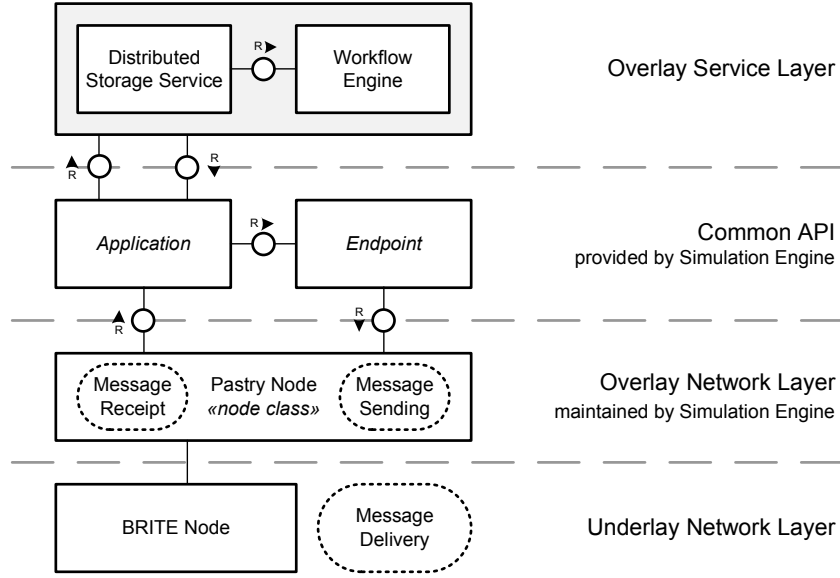 Distributed
Storage Service
R
Workflow
Engine
Overlay Service Layer
R
R
Application
R
Endpoint
Common API
provided by Simulation Engine
R
R
Message
Receipt
Pastry Node
«node class»
Message
Sending
Overlay Network Layer
maintained by Simulation Engine
BRITE Node
Message
Delivery
Underlay Network Layer